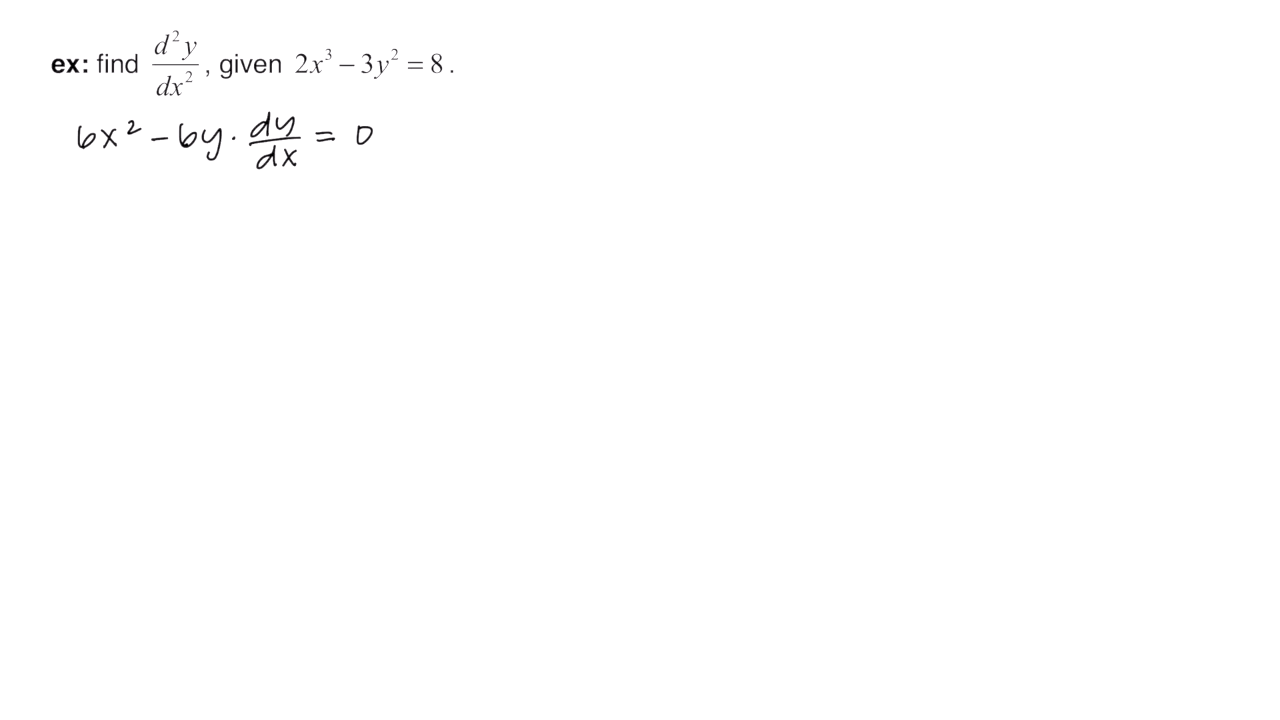 ex: find d²y/dx², given 2x³ − 3y² = 8.
6x² − 6y · dy/dx = 0